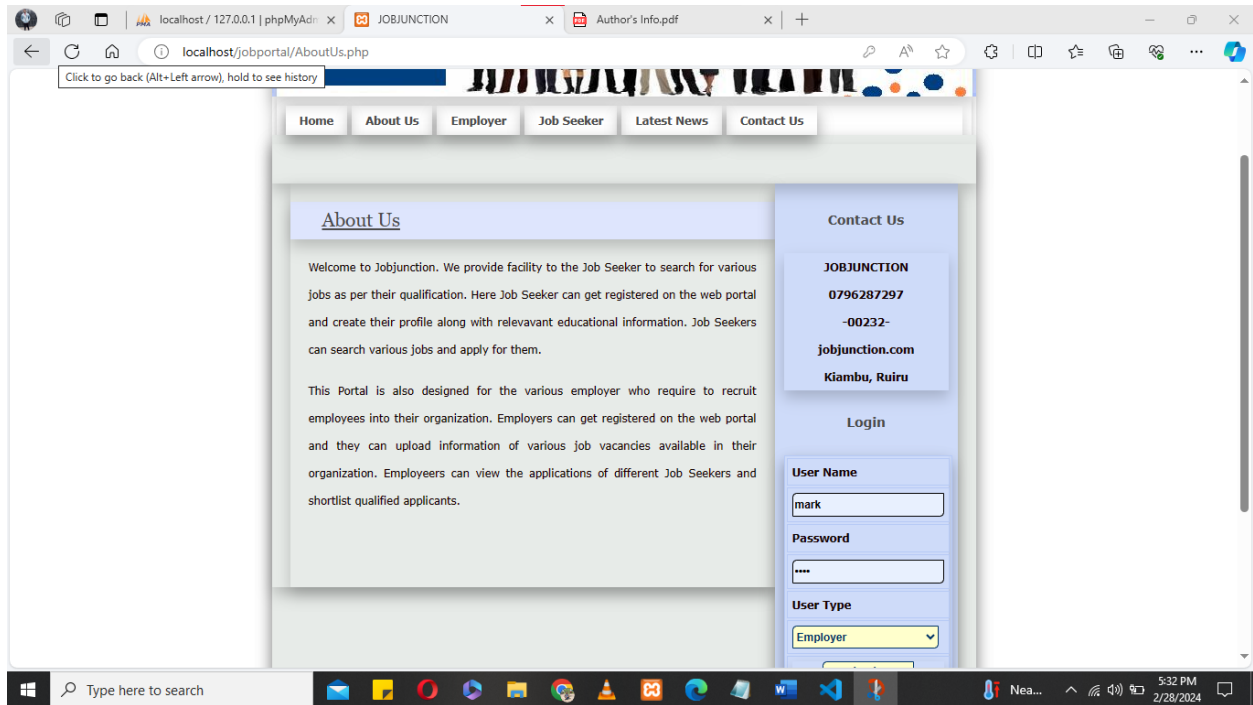 localhost / 127.0.0.1 | phpMyAdm
JOBJUNCTION
Author's Info.pdf
localhost/jobportal/AboutUs.php
Click to go back (Alt+Left arrow), hold to see history
Home About Us Employer Job Seeker Latest News Contact Us
About Us
Welcome to Jobjunction. We provide facility to the Job Seeker to search for various
jobs as per their qualification. Here Job Seeker can get registered on the web portal
and create their profile along with relevavant educational information. Job Seekers
can search various jobs and apply for them.
This Portal is also designed for the various employer who require to recruit
employees into their organization. Employers can get registered on the web portal
and they can upload information of various job vacancies available in their
organization. Employeers can view the applications of different Job Seekers and
shortlist qualified applicants.
Contact Us
JOBJUNCTION
0796287297
-00232-
jobjunction.com
Kiambu, Ruiru
Login
User Name
mark
Password
••••
User Type
Employer
Type here to search
Nea...
5:32 PM
2/28/2024